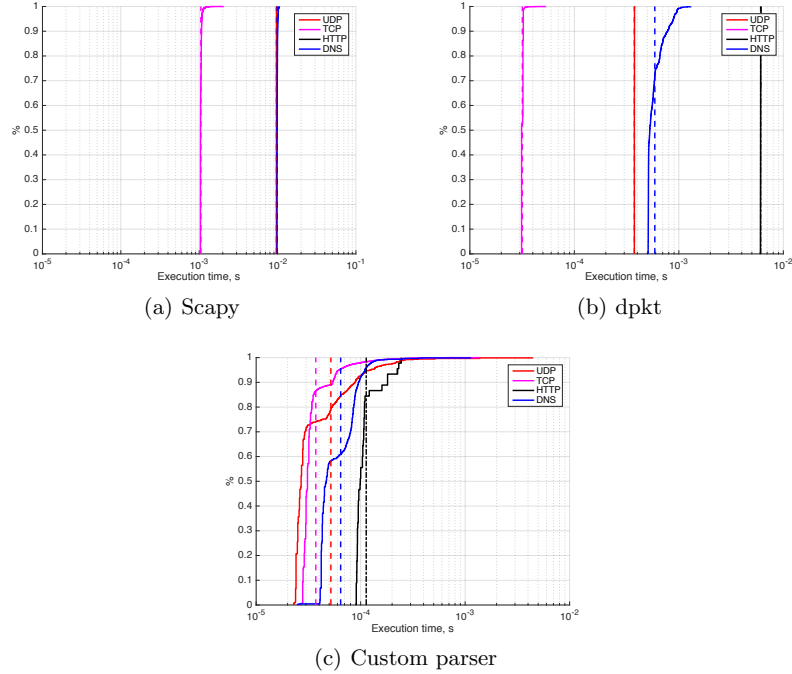 1
0.9
0.8
0.7
0.6
0.5
0.4
0.3
0.2
0.1
0
%
10-5 10-4 10-3 10-2 10-1
Execution time, s
UDP
TCP
HTTP
DNS
(a) Scapy
1
0.9
0.8
0.7
0.6
0.5
0.4
0.3
0.2
0.1
0
%
10-5 10-4 10-3 10-2
Execution time, s
UDP
TCP
HTTP
DNS
(b) dpkt
1
0.9
0.8
0.7
0.6
0.5
0.4
0.3
0.2
0.1
0
%
10-5 10-4 10-3 10-2
Execution time, s
UDP
TCP
HTTP
DNS
(c) Custom parser